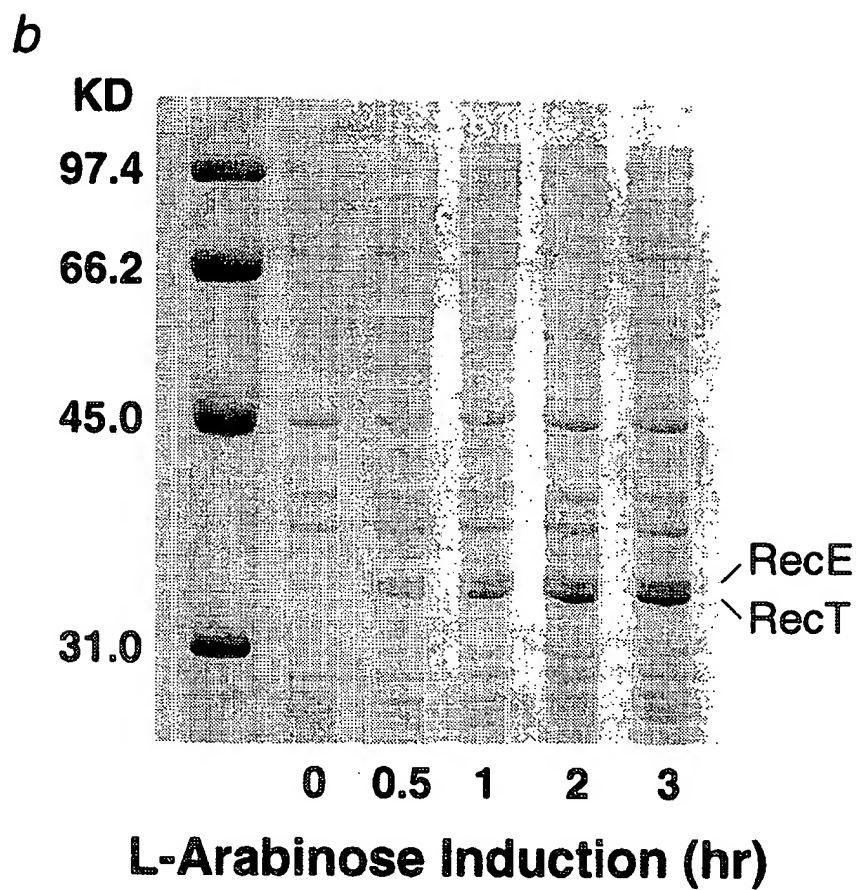 b
KD
97.4
66.2
45.0
31.0
RecE
RecT
0 0.5 1 2 3
L-Arabinose Induction (hr)